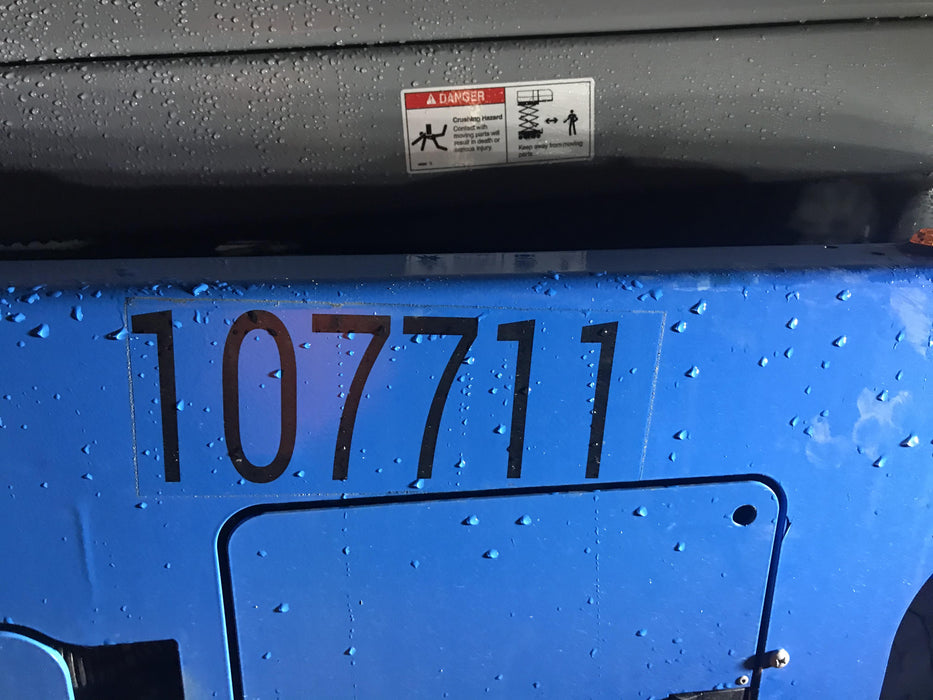 DANGER
Crushing Hazard
Contact with
moving parts will
result in death or
serious injury.
Keep away from moving
parts.
107711